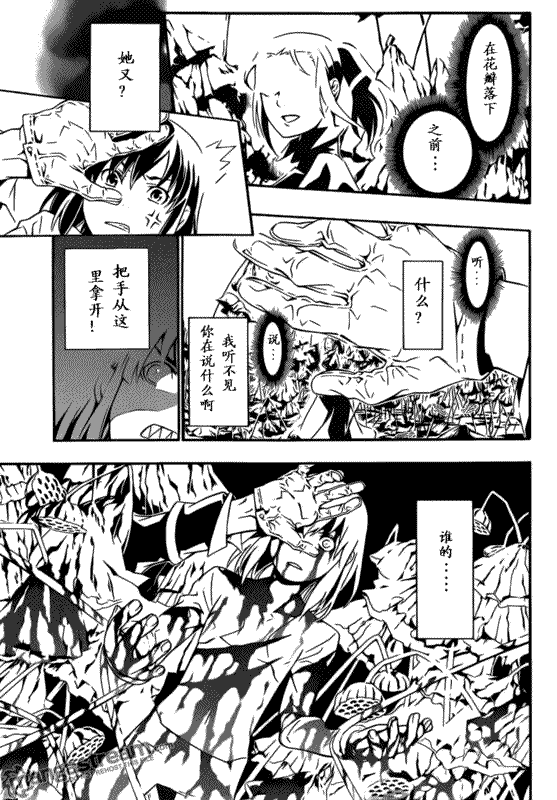 在花瓣落下
之前…
她又？
听…
什么？
说…
我听不见
你在说什么啊
把手从这
里拿开！
谁的……